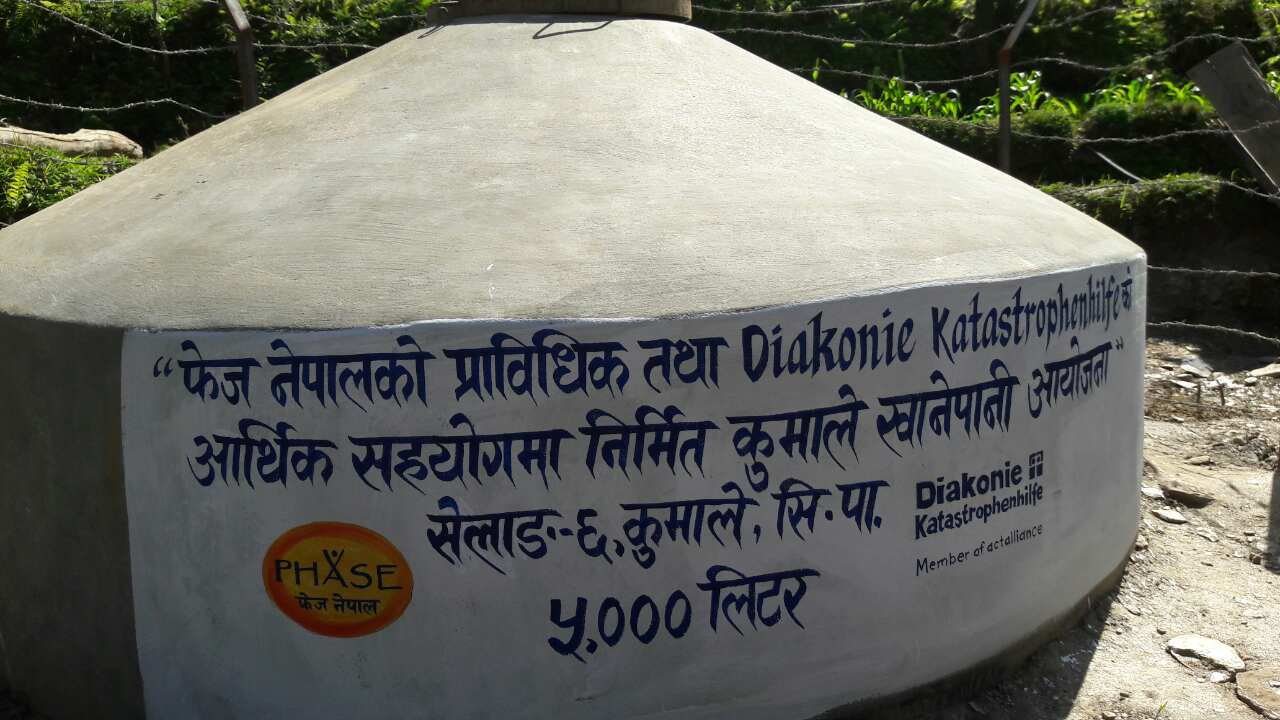 “फेज नेपालको प्राविधिक तथा Diakonie Katastrophenhilfe को
आर्थिक सहयोगमा निर्मित कुमाले खानेपानी आयोजना”
सेलाङ-६, कुमाले, सि.पा.
५,००० लिटर
PHASE
फेज नेपाल
Diakonie
Katastrophenhilfe
Member of actalliance